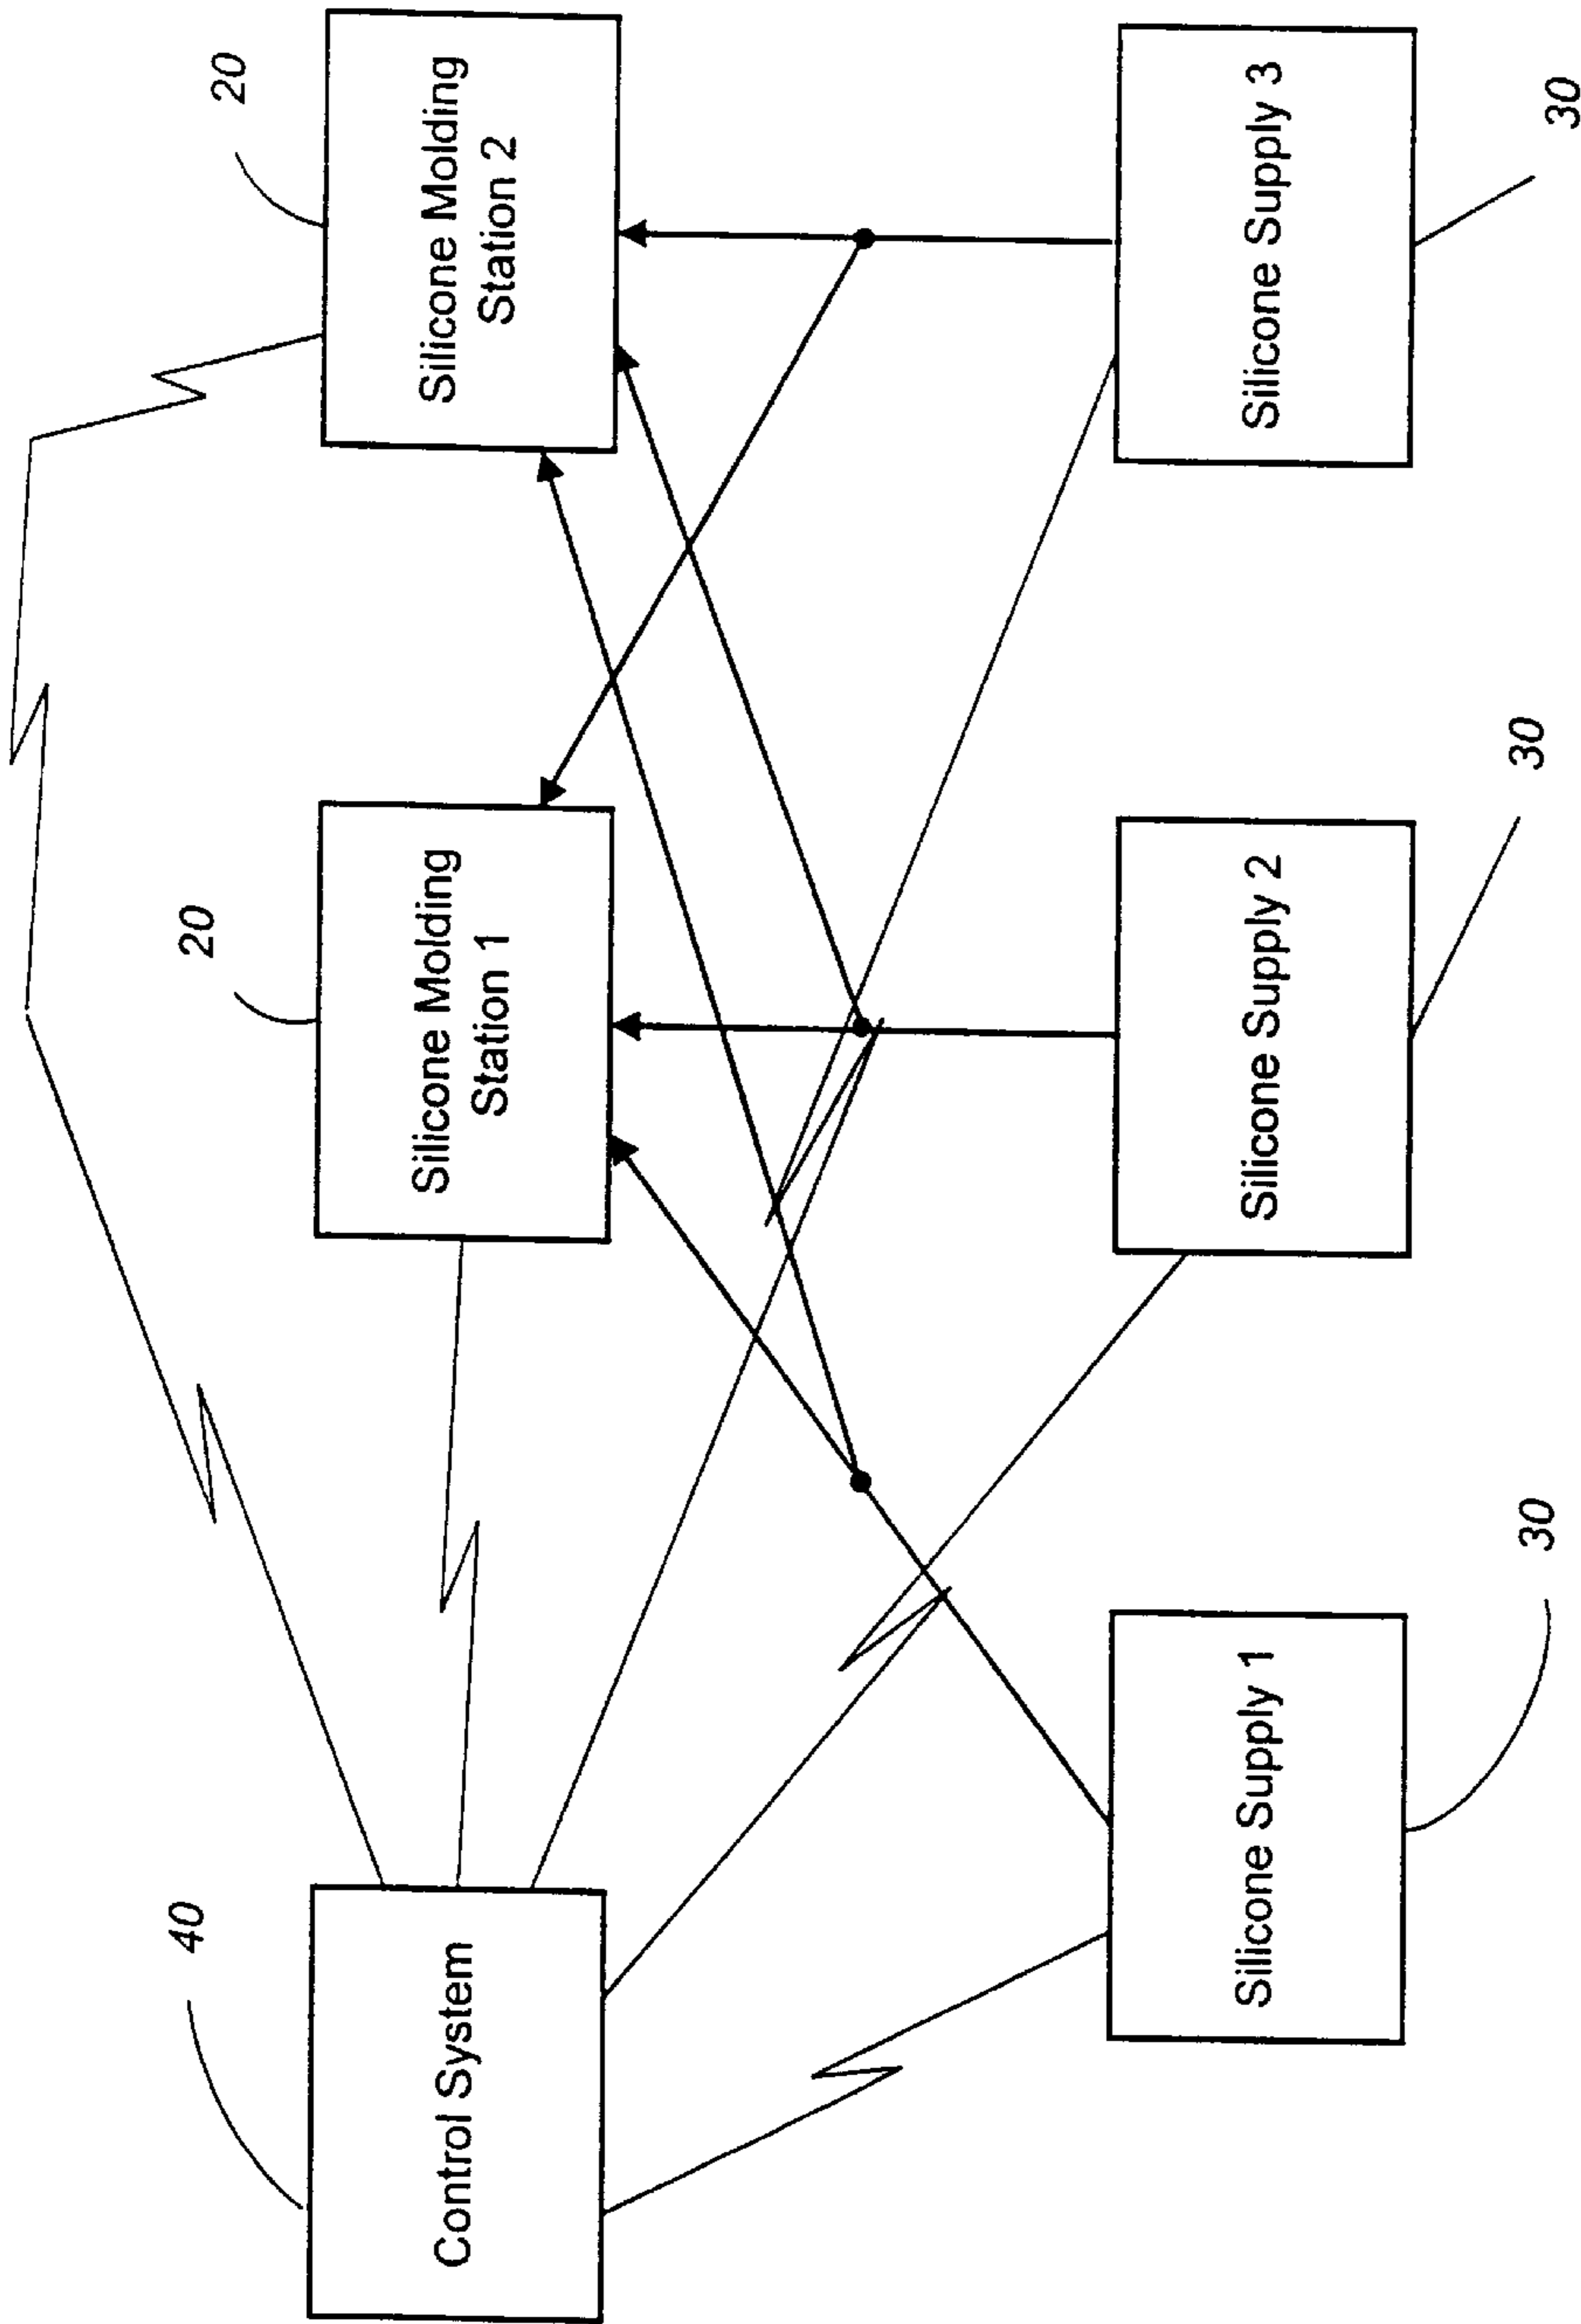 40
Control System
20
Silicone Molding
Station 1
20
Silicone Molding
Station 2
Silicone Supply 1
30
Silicone Supply 2
30
Silicone Supply 3
30